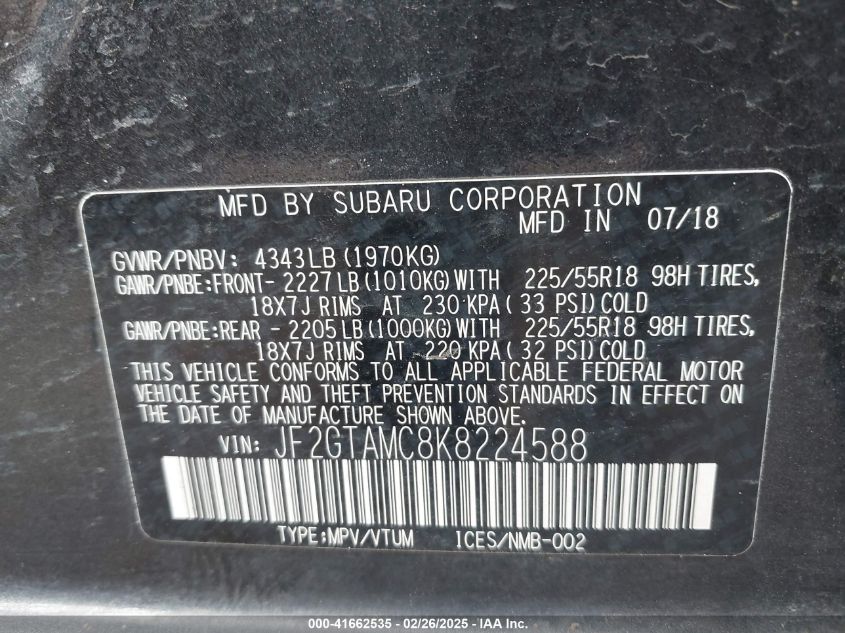 MFD BY SUBARU CORPORATION
MFD IN 07/18
GVWR/PNBV: 4343LB (1970KG)
GAWR/PNBE:FRONT- 2227 LB(1010KG)WITH 225/55R18 98H TIRES,
18X7J RIMS AT 230 KPA( 33 PSI)COLD
GAWR/PNBE:REAR - 2205 LB(1000KG)WITH 225/55R18 98H TIRES,
18X7J RIMS AT 220 KPA( 32 PSI)COLD
THIS VEHICLE CONFORMS TO ALL APPLICABLE FEDERAL MOTOR
VEHICLE SAFETY AND THEFT PREVENTION STANDARDS IN EFFECT ON
THE DATE OF MANUFACTURE SHOWN ABOVE.
VIN: JF2GTAMC8K8224588
TYPE:MPV/VTUM ICES/NMB-002
000-41662535 - 02/26/2025 - IAA Inc.